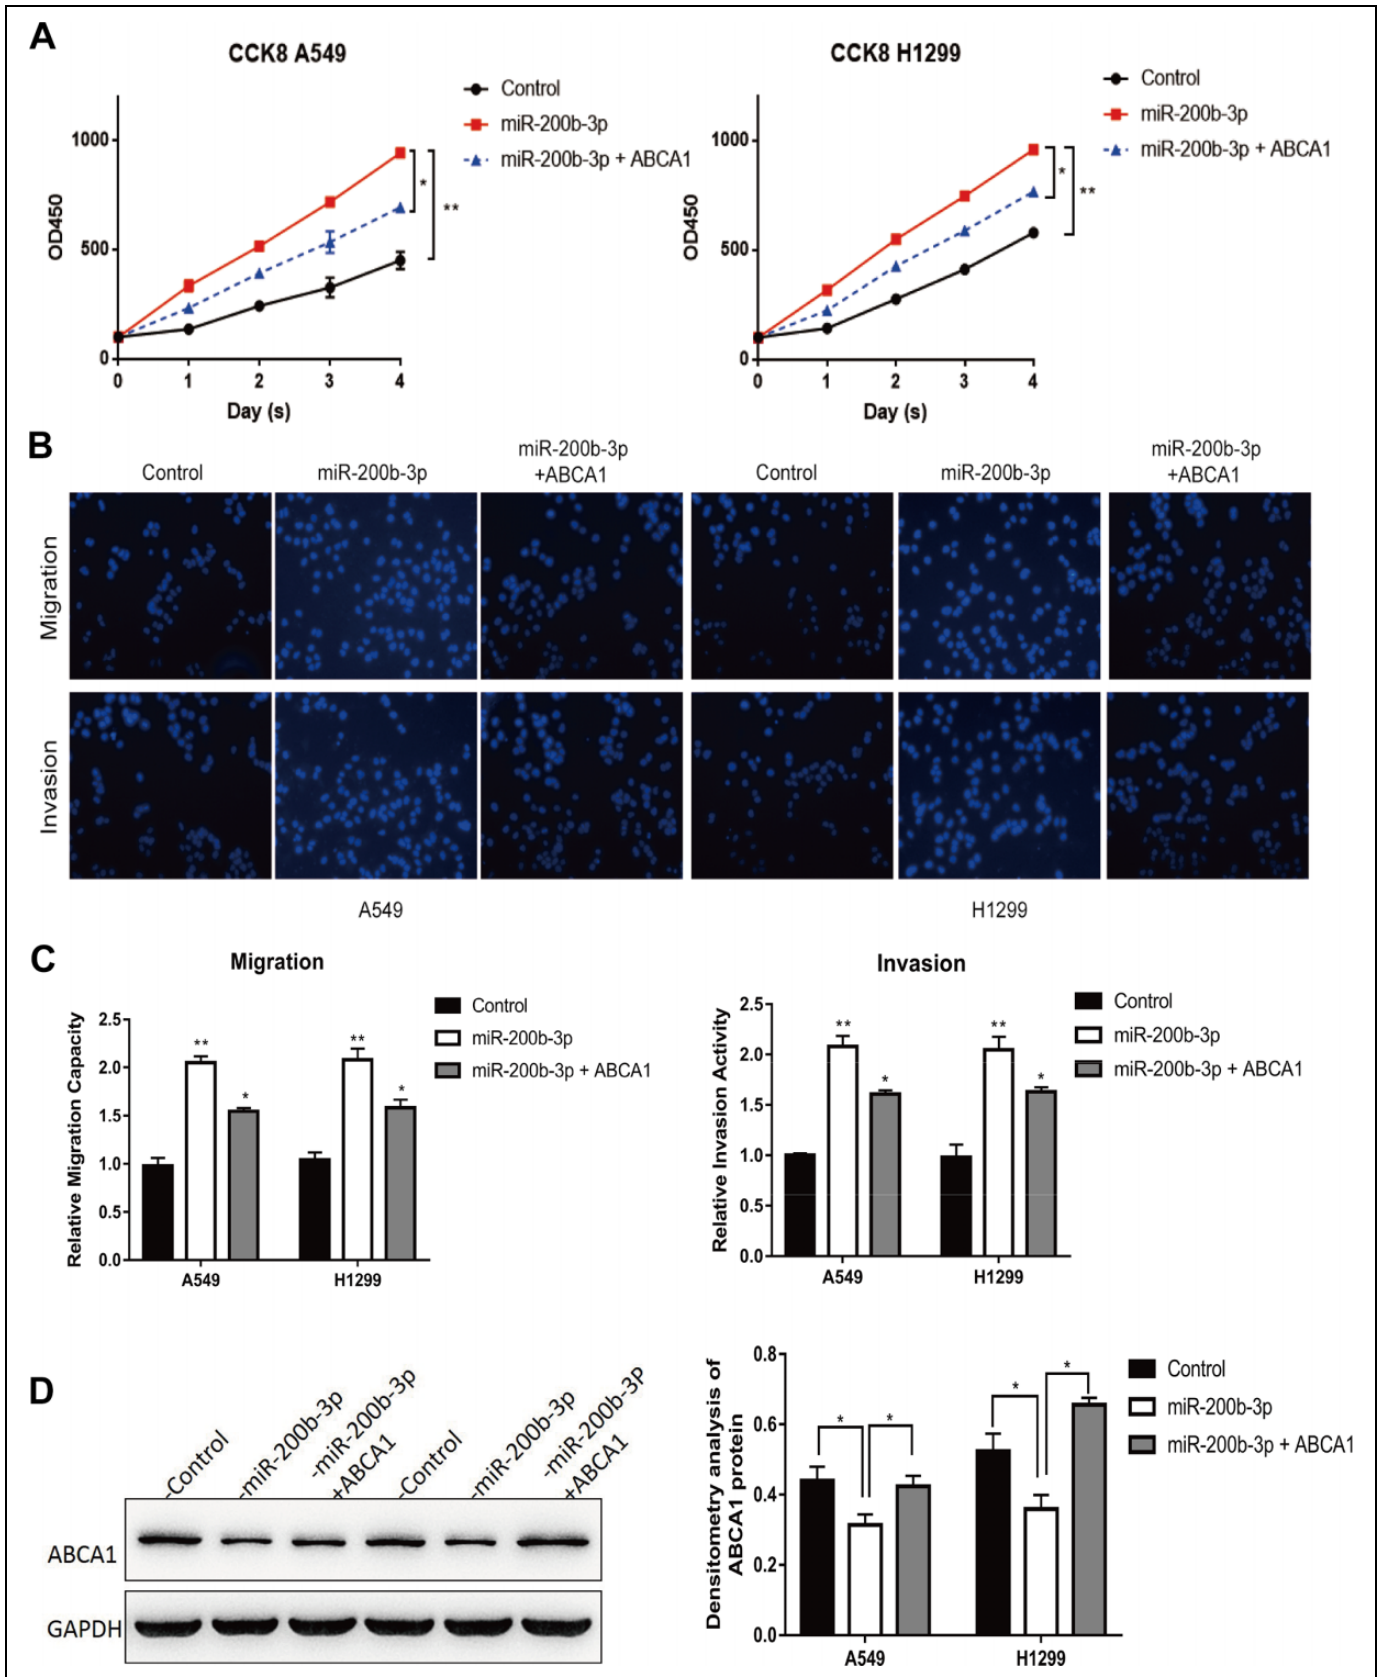 A
CCK8 A549
Control
miR-200b-3p
miR-200b-3p + ABCA1
1000
500
0
OD450
*
**
0 1 2 3 4
Day (s)
CCK8 H1299
Control
miR-200b-3p
miR-200b-3p + ABCA1
1000
500
0
OD450
*
**
0 1 2 3 4
Day (s)
B
Control
miR-200b-3p
miR-200b-3p
+ABCA1
Control
miR-200b-3p
miR-200b-3p
+ABCA1
Migration
Invasion
A549
H1299
C
Migration
Control
miR-200b-3p
miR-200b-3p + ABCA1
Relative Migration Capacity
2.5
2.0
1.5
1.0
0.5
0.0
**
*
**
*
A549
H1299
Invasion
Control
miR-200b-3p
miR-200b-3p + ABCA1
Relative Invasion Activity
2.5
2.0
1.5
1.0
0.5
0.0
**
*
**
*
A549
H1299
D
-Control
-miR-200b-3p
-miR-200b-3p
+ABCA1
-Control
-miR-200b-3p
-miR-200b-3P
+ABCA1
ABCA1
GAPDH
Densitometry analysis of
ABCA1 protein
0.8
0.6
0.4
0.2
0.0
*
*
*
*
Control
miR-200b-3p
miR-200b-3p + ABCA1
A549
H1299